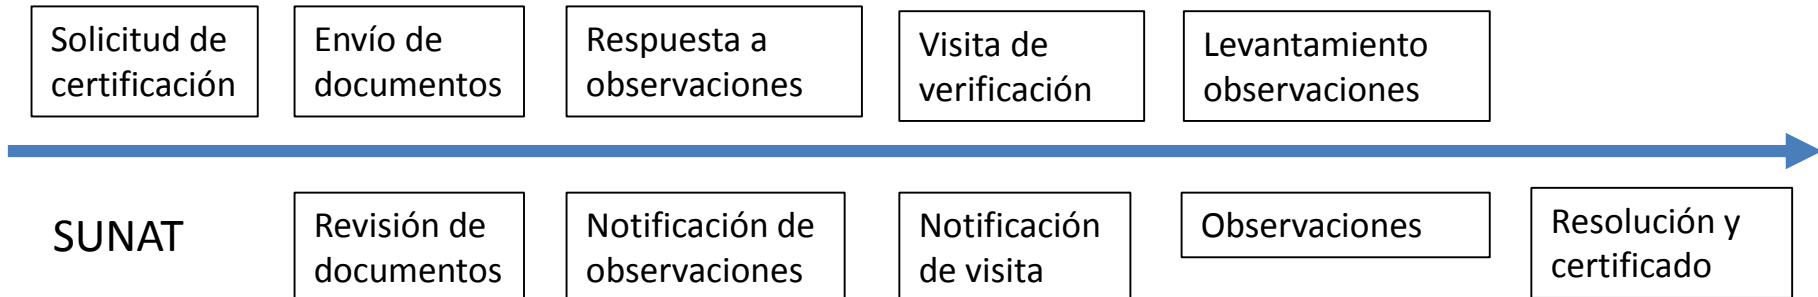 Solicitud de
certificación
Envío de
documentos
Respuesta a
observaciones
Visita de
verificación
Levantamiento
observaciones
SUNAT
Revisión de
documentos
Notificación de
observaciones
Notificación
de visita
Observaciones
Resolución y
certificado